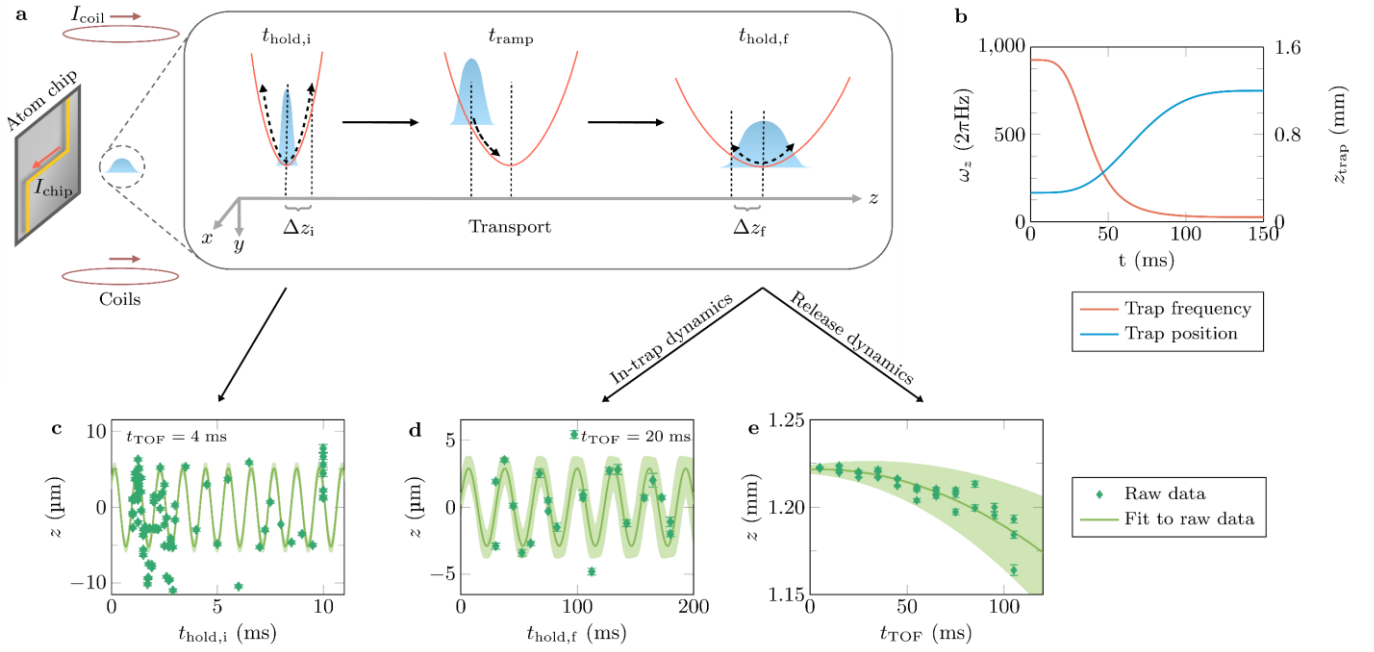 a
I_coil
Atom chip
I_chip
Coils
t_hold,i
t_ramp
t_hold,f
x
y
z
Δz_i
Transport
Δz_f
b
1,000
500
0
ω_z (2πHz)
1.6
0.8
0
z_trap (mm)
0
50
100
150
t (ms)
Trap frequency
Trap position
In-trap dynamics
Release dynamics
c
t_TOF = 4 ms
10
0
−10
z (µm)
0
5
10
t_hold,i (ms)
d
t_TOF = 20 ms
5
0
−5
z (µm)
0
100
200
t_hold,f (ms)
e
1.25
1.20
1.15
z (mm)
0
50
100
t_TOF (ms)
Raw data
Fit to raw data